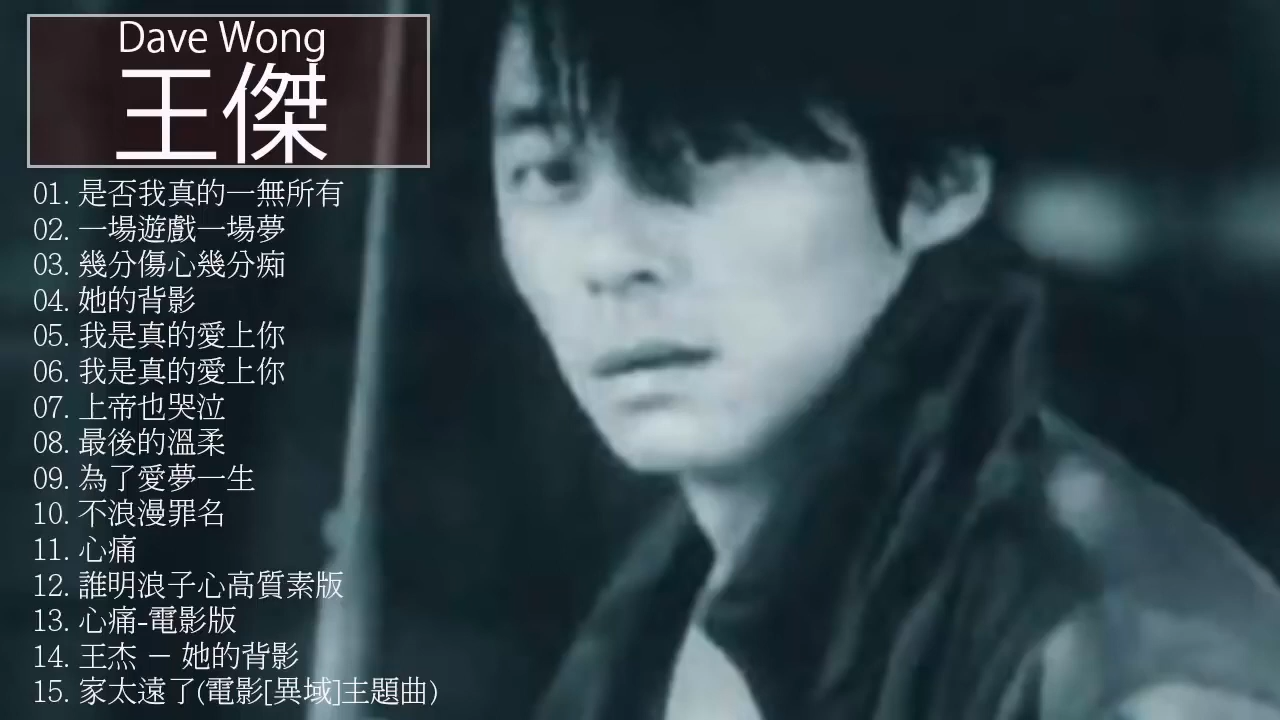 Dave Wong
王傑
01. 是否我真的一無所有
02. 一場遊戲一場夢
03. 幾分傷心幾分痴
04. 她的背影
05. 我是真的愛上你
06. 我是真的愛上你
07. 上帝也哭泣
08. 最後的溫柔
09. 為了愛夢一生
10. 不浪漫罪名
11. 心痛
12. 誰明浪子心高質素版
13. 心痛-電影版
14. 王杰 － 她的背影
15. 家太遠了(電影[異域]主題曲)